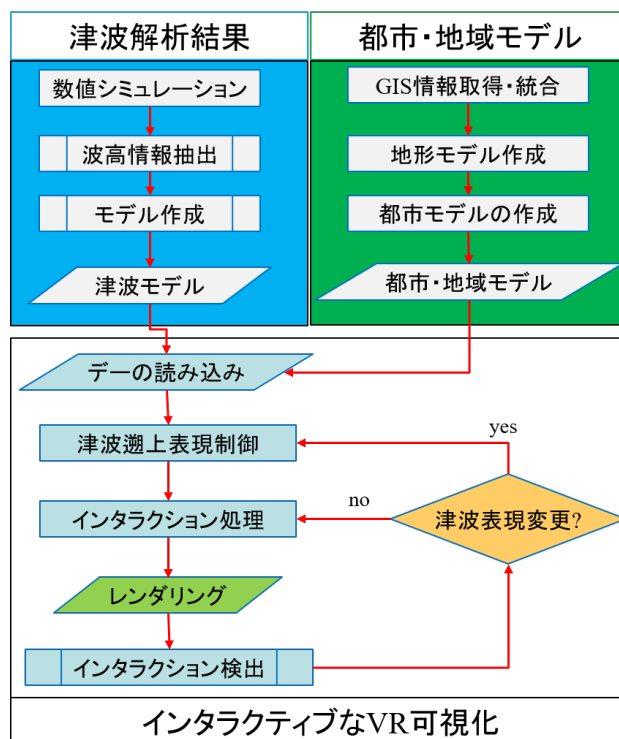 津波解析結果
数値シミュレーション
波高情報抽出
モデル作成
津波モデル
都市・地域モデル
GIS情報取得・統合
地形モデル作成
都市モデルの作成
都市・地域モデル
デーの読み込み
津波遡上表現制御
インタラクション処理
レンダリング
インタラクション検出
津波表現変更?
yes
no
インタラクティブなVR可視化